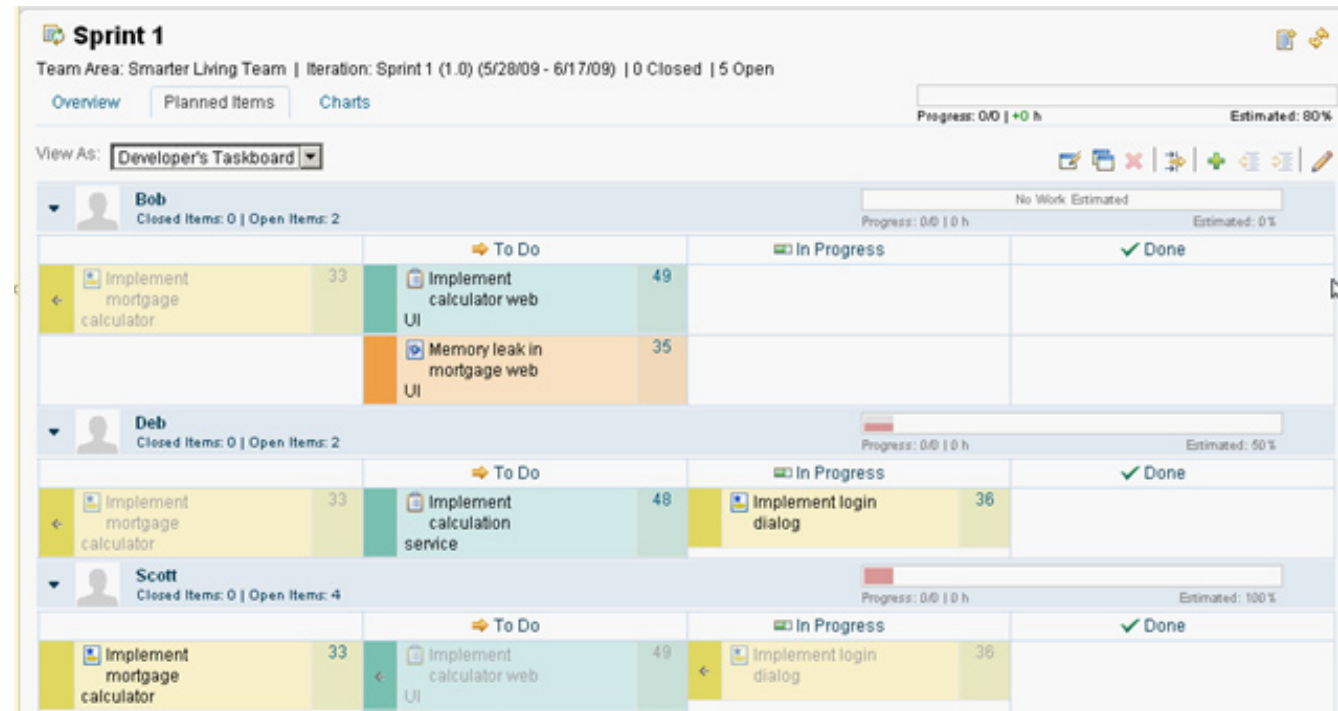 Sprint 1
Team Area: Smarter Living Team | Iteration: Sprint 1 (1.0) (5/28/09 - 6/17/09) | 0 Closed | 5 Open
Overview Planned Items Charts
Progress: 0/0 | +0 h Estimated: 80%
View As: Developer's Taskboard
Bob
Closed Items: 0 | Open Items: 2
No Work Estimated
Progress: 0/0 | 0 h Estimated: 0%
To Do In Progress Done
Implement 33 Implement 49
mortgage calculator web
calculator UI
Memory leak in 35
mortgage web
UI
Deb
Closed Items: 0 | Open Items: 2
Progress: 0/0 | 0 h Estimated: 50%
To Do In Progress Done
Implement 33 Implement 48 Implement login 36
mortgage calculation dialog
calculator service
Scott
Closed Items: 0 | Open Items: 4
Progress: 0/0 | 0 h Estimated: 100%
To Do In Progress Done
Implement 33 Implement 49 Implement login 36
mortgage calculator web dialog
calculator UI